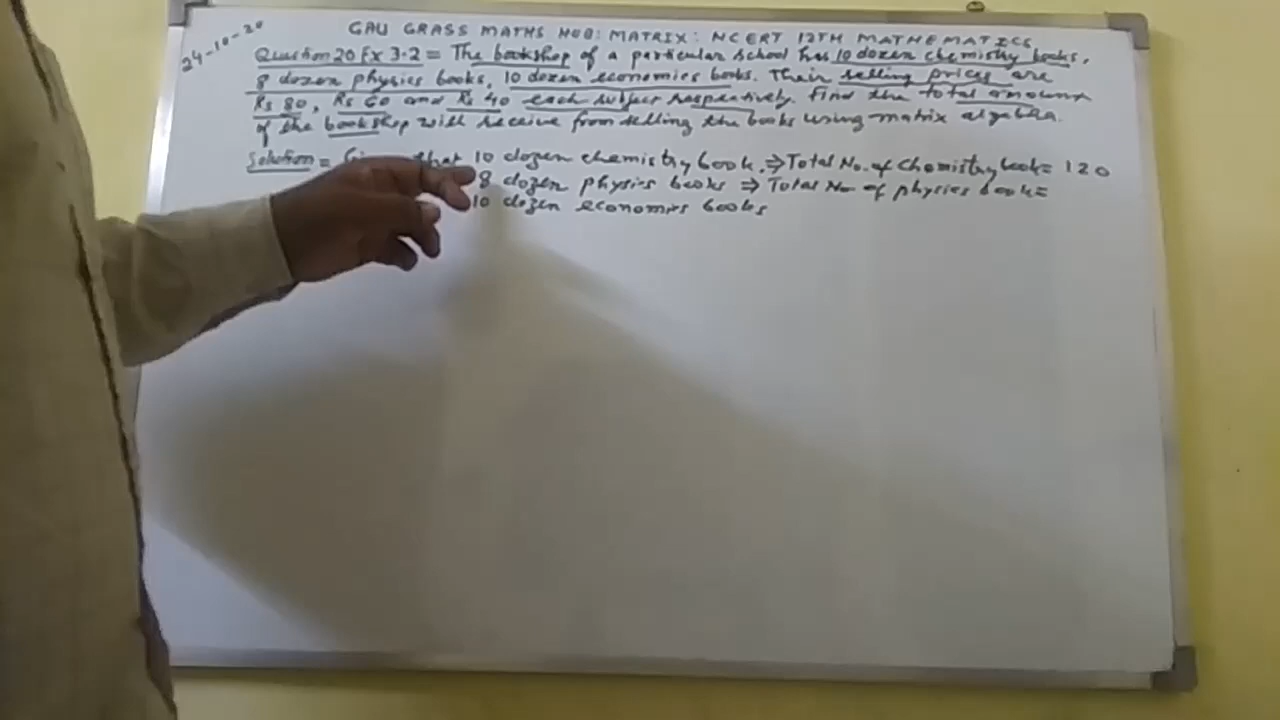 24-10-20
GAU GRASS MATHS HUB: MATRIX: NCERT 12TH MATHEMATICS
Question 20 Ex 3.2 = The bookshop of a particular school has 10 dozen chemistry books,
8 dozen physics books, 10 dozen economics books. Their selling prices are
Rs 80, Rs 60 and Rs 40 each subject respectively. Find the total amount
of the bookshop will receive from selling the books using matrix algebra.
Solution = that 10 dozen chemistry book. ⇒ Total No. of Chemistry book = 120
8 dozen physics books ⇒ Total No of physics book =
10 dozen economics books